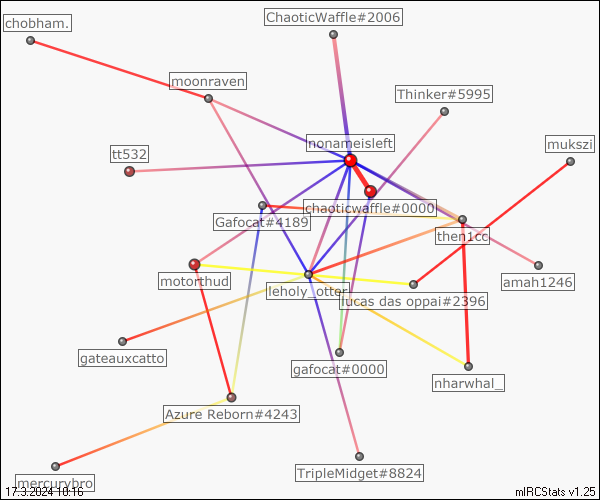 ChaoticWaffle#2006
chobham.
moonraven
Thinker#5995
nonameisleft
mukszi
tt532
chaoticwaffle#0000
Gafocat#4189
then1cc
motorthud
amah1246
leholy_otter
lucas das oppai#2396
gateauxcatto
gafocat#0000
nharwhal_
Azure Reborn#4243
TripleMidget#8824
mercurybro
17.3.2024 10:16
mIRCStats v1.25